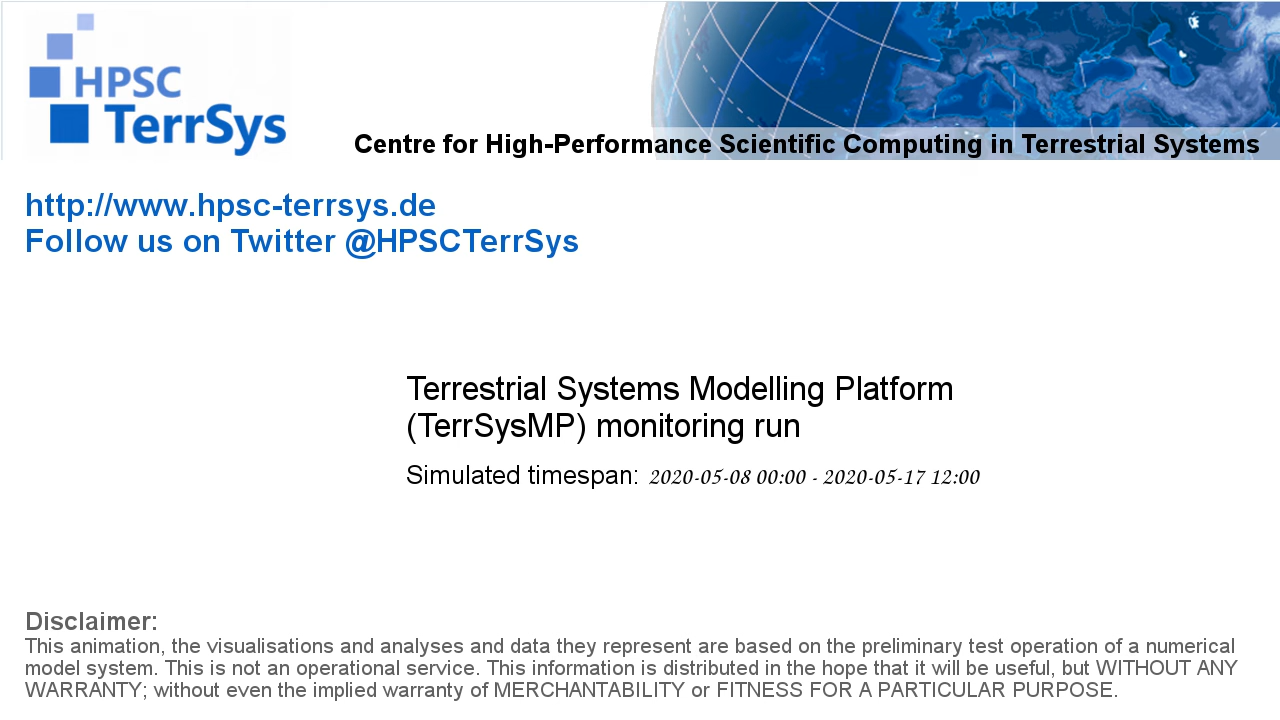 HPSC
TerrSys
Centre for High-Performance Scientific Computing in Terrestrial Systems
http://www.hpsc-terrsys.de
Follow us on Twitter @HPSCTerrSys
Terrestrial Systems Modelling Platform
(TerrSysMP) monitoring run
Simulated timespan: 2020-05-08 00:00 - 2020-05-17 12:00
Disclaimer:
This animation, the visualisations and analyses and data they represent are based on the preliminary test operation of a numerical
model system. This is not an operational service. This information is distributed in the hope that it will be useful, but WITHOUT ANY
WARRANTY; without even the implied warranty of MERCHANTABILITY or FITNESS FOR A PARTICULAR PURPOSE.